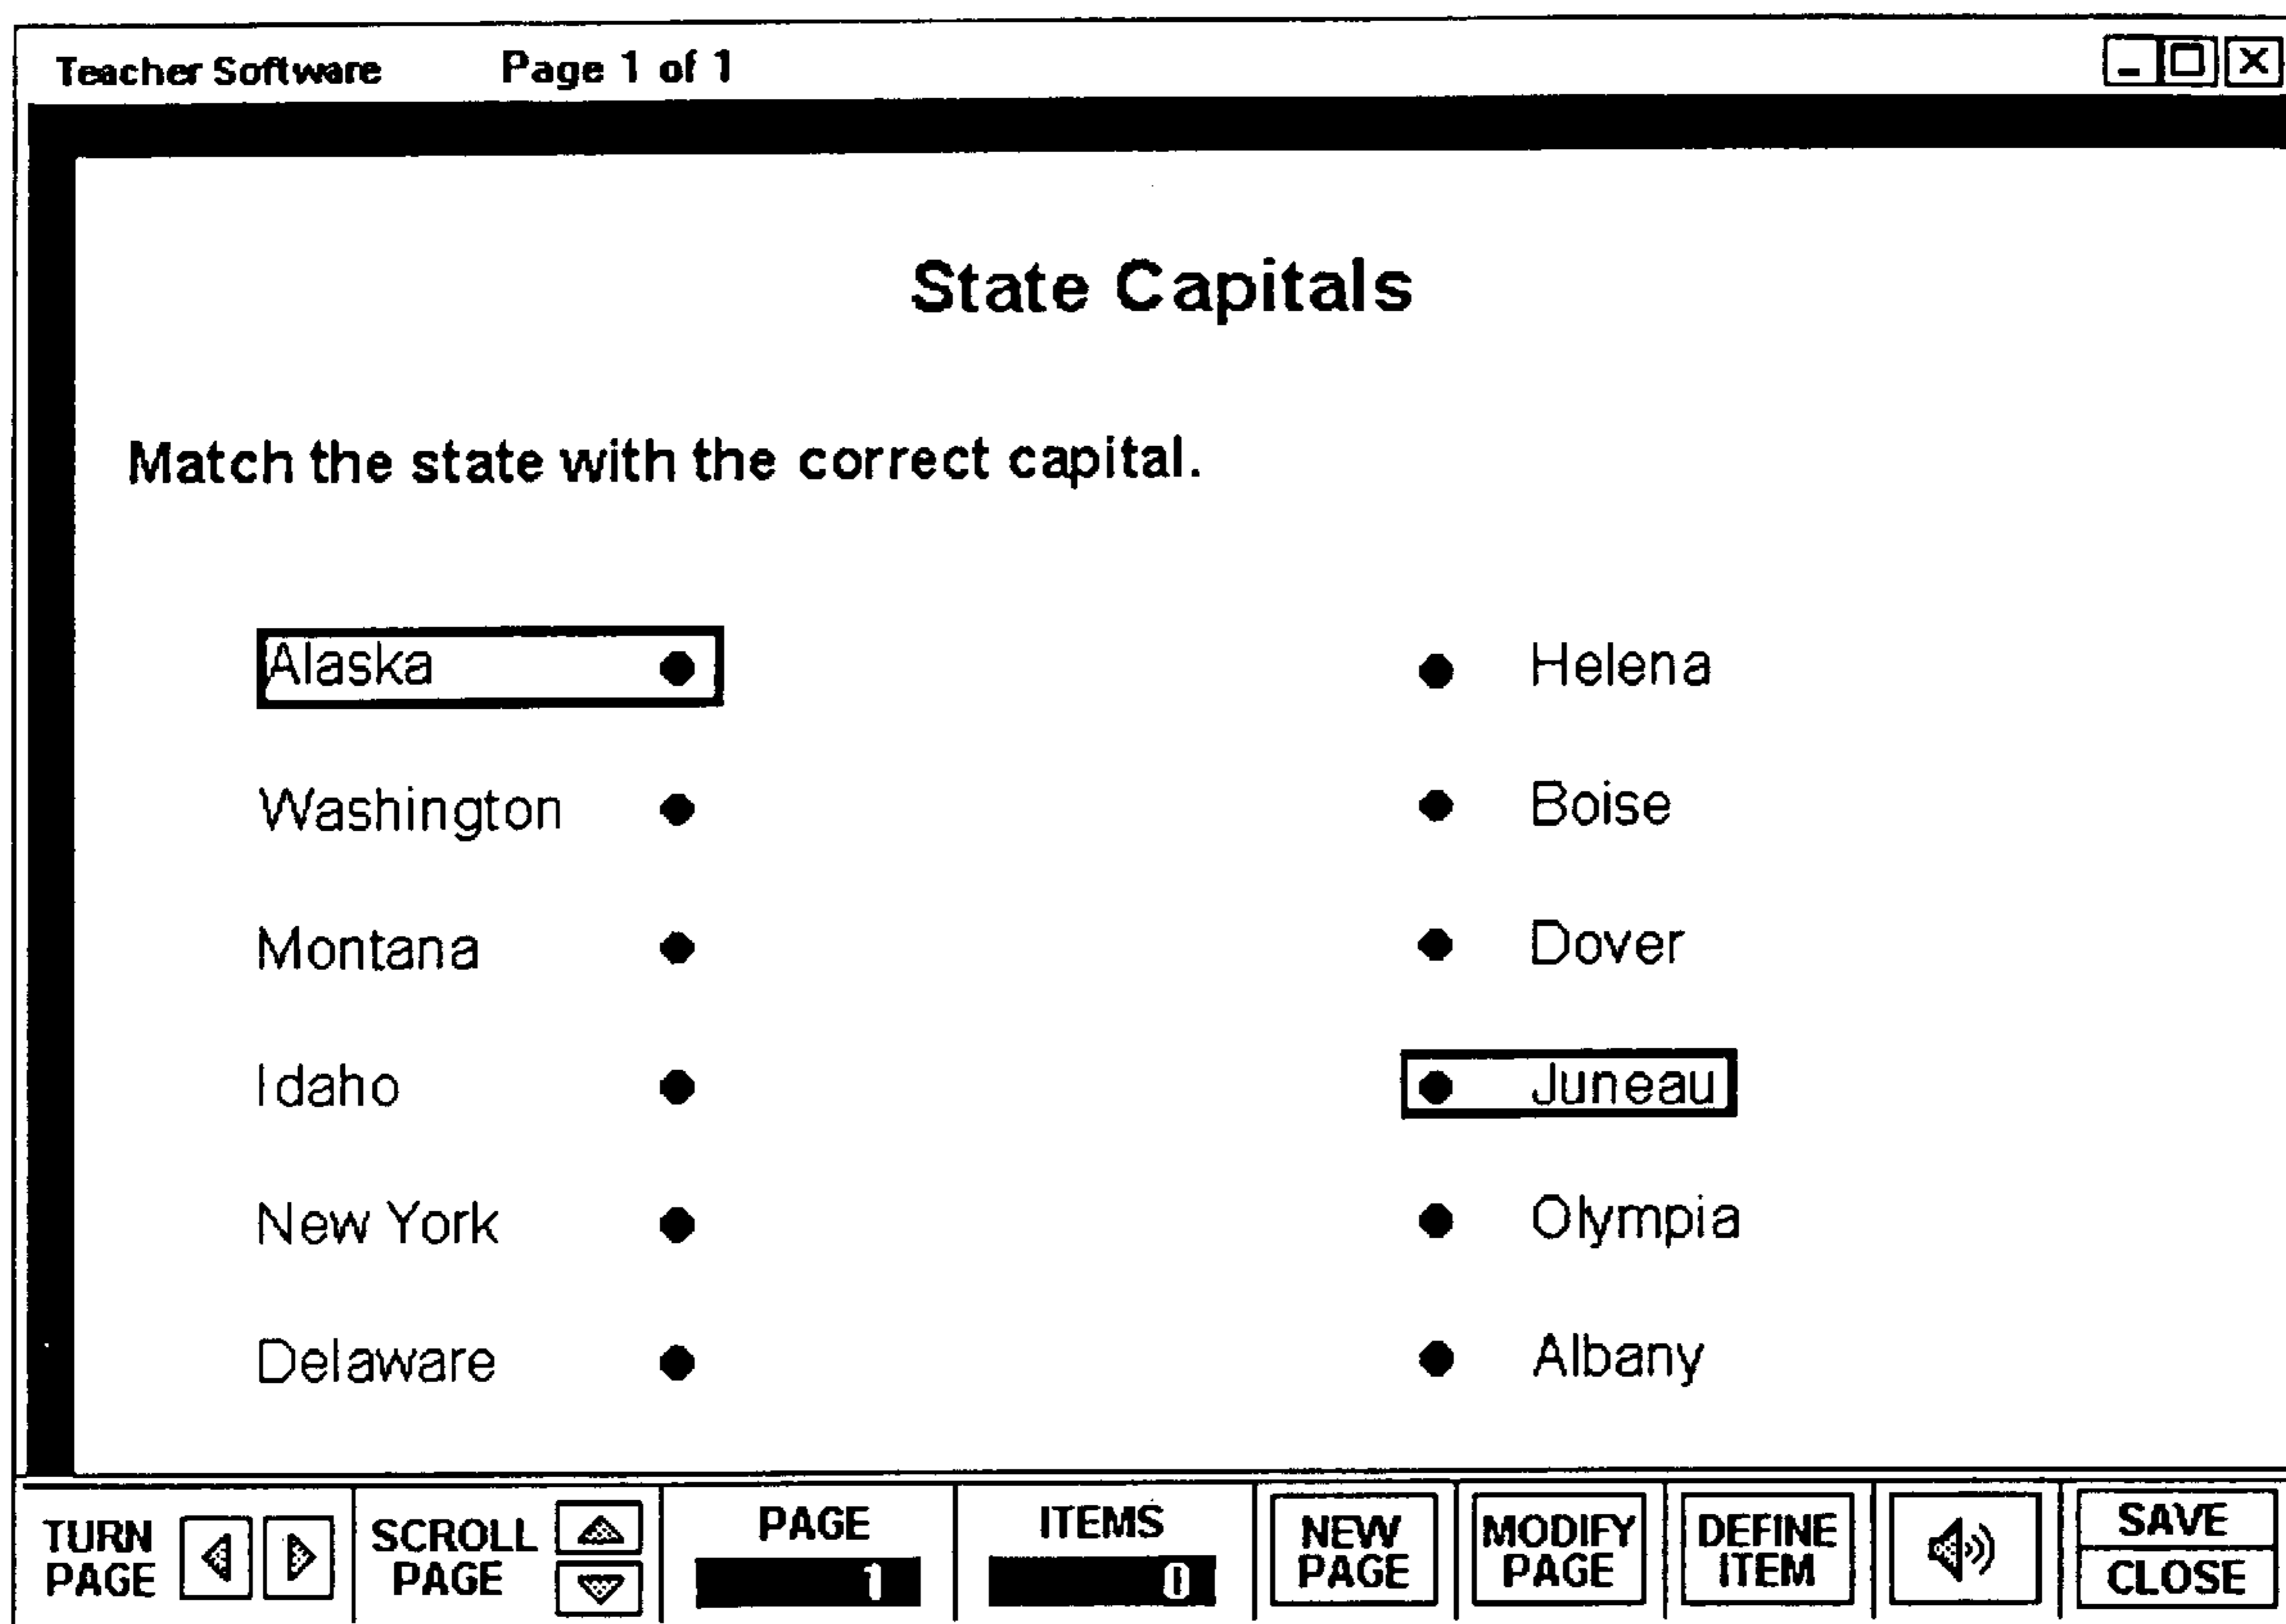 Teacher Software Page 1 of 1
State Capitals
Match the state with the correct capital.
Alaska Helena
Washington Boise
Montana Dover
Idaho Juneau
New York Olympia
Delaware Albany
TURN PAGE SCROLL PAGE PAGE 1 ITEMS 0 NEW PAGE MODIFY PAGE DEFINE ITEM SAVE CLOSE